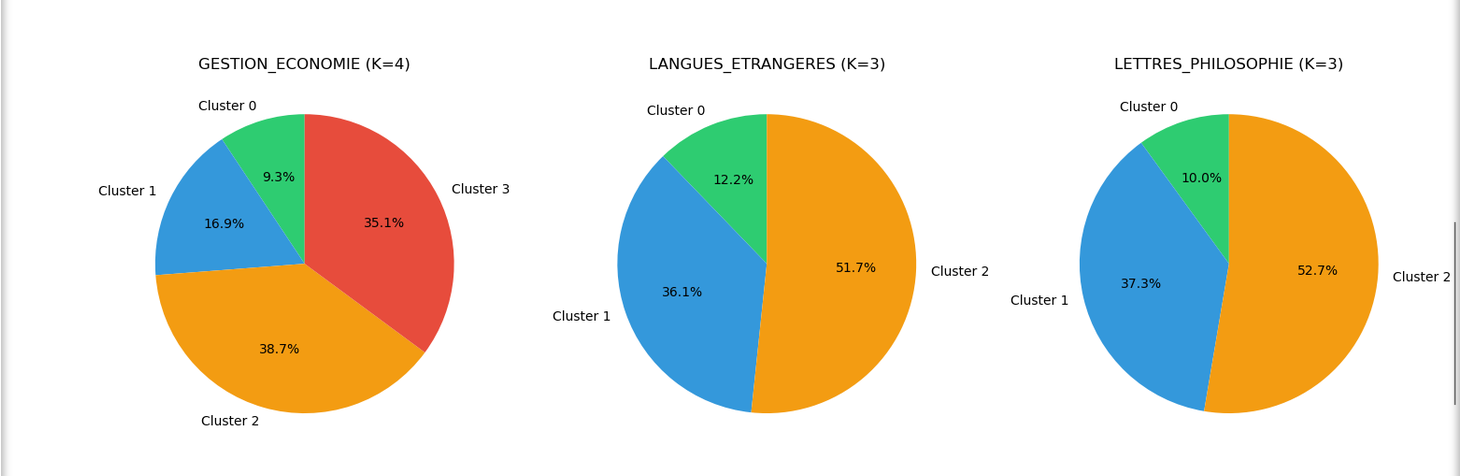 GESTION_ECONOMIE (K=4)
Cluster 0
9.3%
Cluster 1
16.9%
Cluster 2
38.7%
Cluster 3
35.1%
LANGUES_ETRANGERES (K=3)
Cluster 0
12.2%
Cluster 1
36.1%
Cluster 2
51.7%
LETTRES_PHILOSOPHIE (K=3)
Cluster 0
10.0%
Cluster 1
37.3%
Cluster 2
52.7%